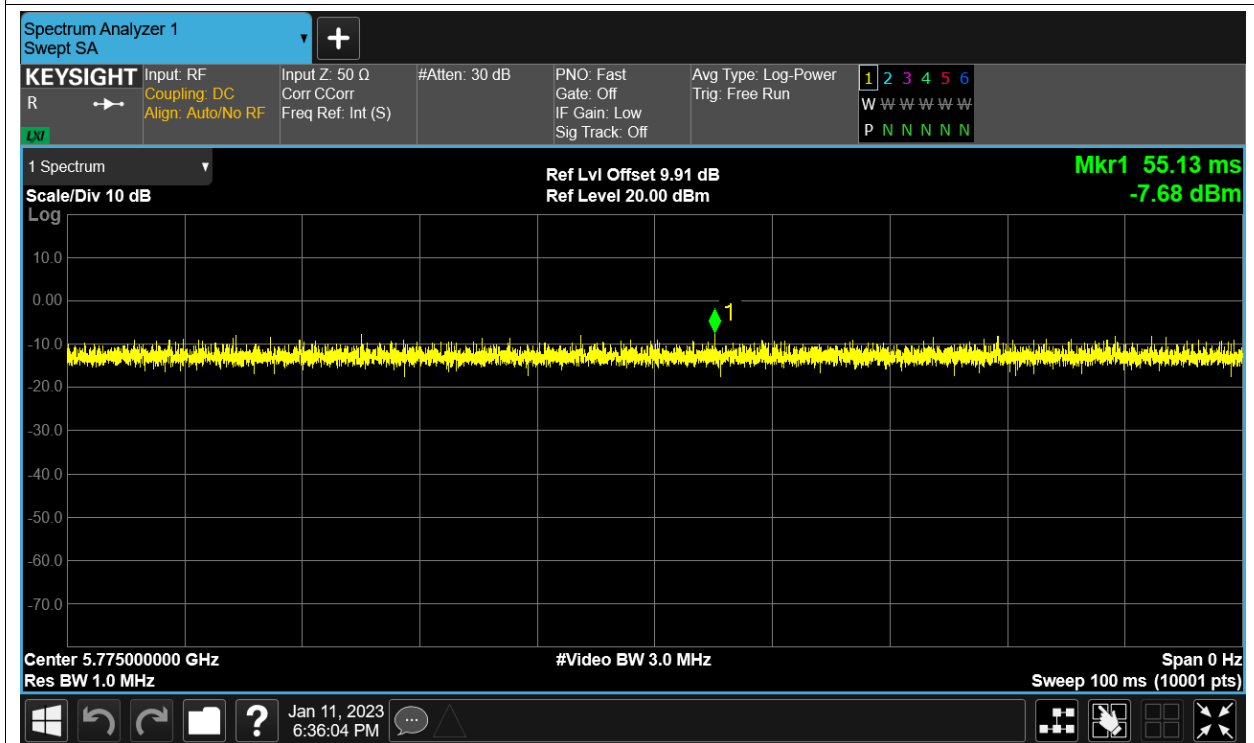 Spectrum Analyzer 1
Swept SA
+
KEYSIGHT
R
LXI
Input: RF
Coupling: DC
Align: Auto/No RF
Input Z: 50 Ω
Corr CCorr
Freq Ref: Int (S)
#Atten: 30 dB
PNO: Fast
Gate: Off
IF Gain: Low
Sig Track: Off
Avg Type: Log-Power
Trig: Free Run
1 2 3 4 5 6
W W W W W W
P N N N N N
1 Spectrum
Scale/Div 10 dB
Ref Lvl Offset 9.91 dB
Ref Level 20.00 dBm
Mkr1 55.13 ms
-7.68 dBm
Log
10.0
0.00
1
-10.0
-20.0
-30.0
-40.0
-50.0
-60.0
-70.0
Center 5.775000000 GHz
Res BW 1.0 MHz
#Video BW 3.0 MHz
Span 0 Hz
Sweep 100 ms (10001 pts)
?
Jan 11, 2023
6:36:04 PM